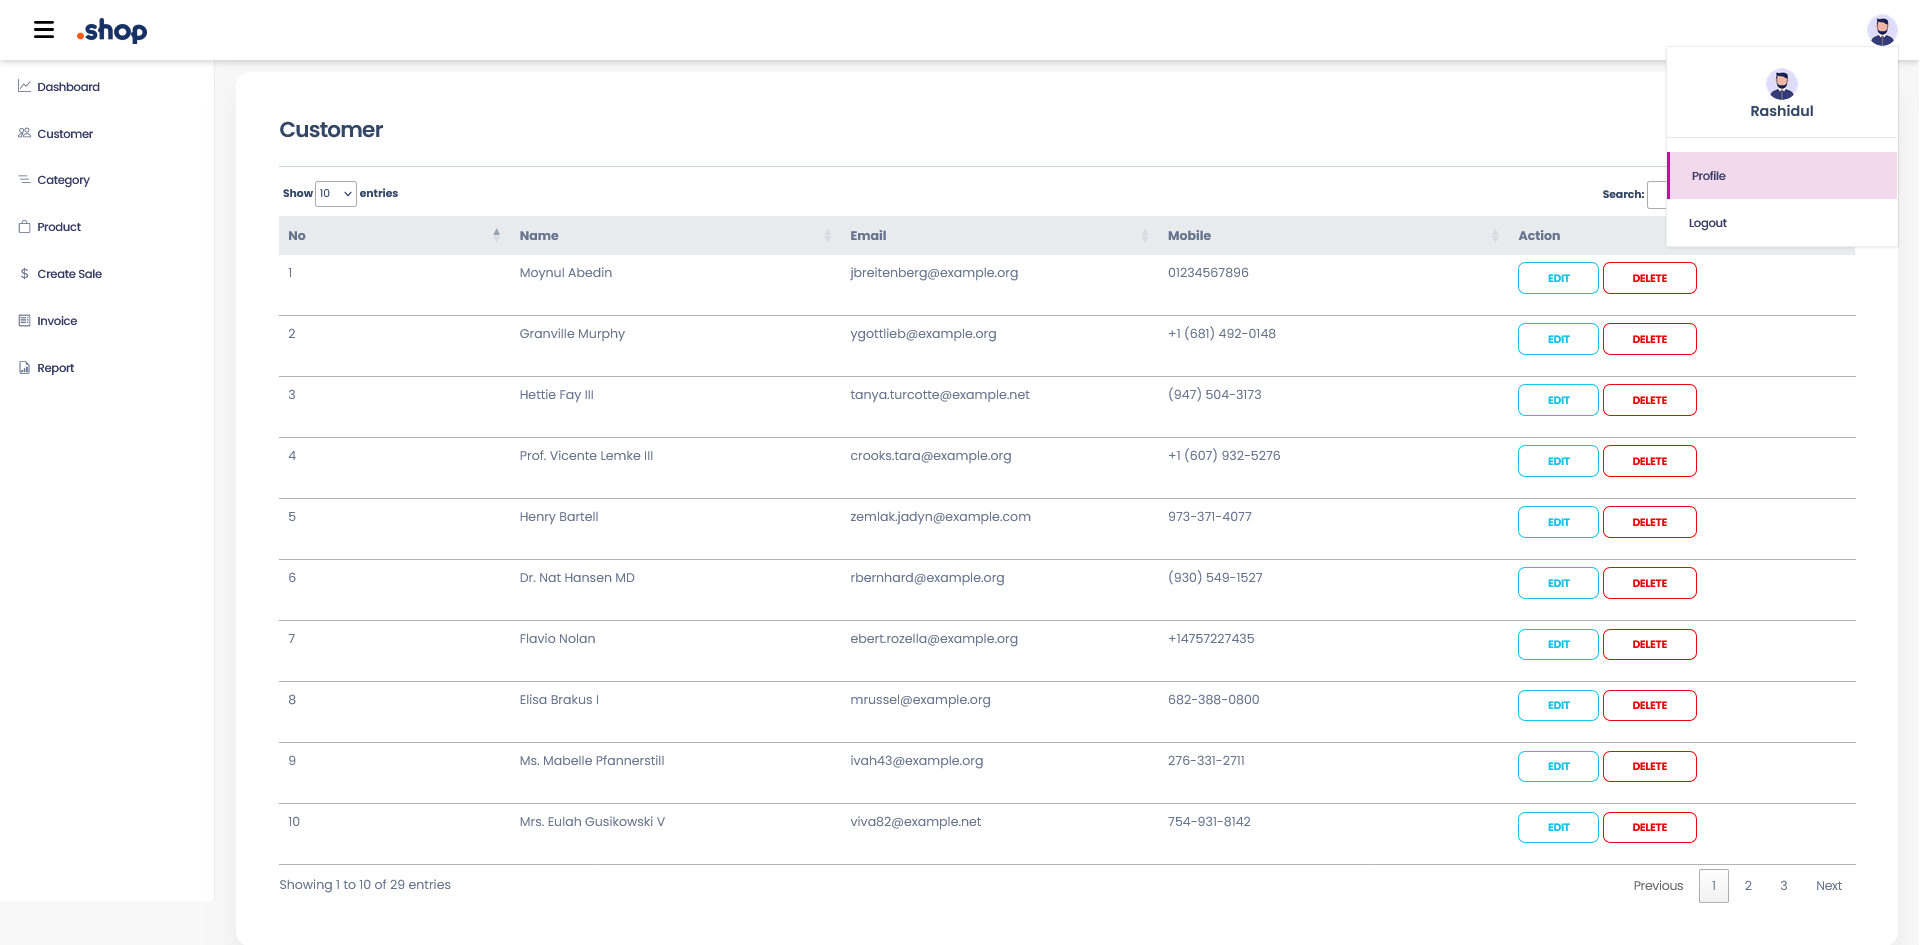 .shop
Rashidul
Profile
Logout
Dashboard
Customer
Category
Product
Create Sale
Invoice
Report
Customer
Show 10 entries
Search:
No Name Email Mobile Action
1 Moynul Abedin jbreitenberg@example.org 01234567896 EDIT DELETE
2 Granville Murphy ygottlieb@example.org +1 (681) 492-0148 EDIT DELETE
3 Hettie Fay III tanya.turcotte@example.net (947) 504-3173 EDIT DELETE
4 Prof. Vicente Lemke III crooks.tara@example.org +1 (607) 932-5276 EDIT DELETE
5 Henry Bartell zemlak.jadyn@example.com 973-371-4077 EDIT DELETE
6 Dr. Nat Hansen MD rbernhard@example.org (930) 549-1527 EDIT DELETE
7 Flavio Nolan ebert.rozella@example.org +14757227435 EDIT DELETE
8 Elisa Brakus I mrussel@example.org 682-388-0800 EDIT DELETE
9 Ms. Mabelle Pfannerstill ivah43@example.org 276-331-2711 EDIT DELETE
10 Mrs. Eulah Gusikowski V viva82@example.net 754-931-8142 EDIT DELETE
Showing 1 to 10 of 29 entries
Previous 1 2 3 Next